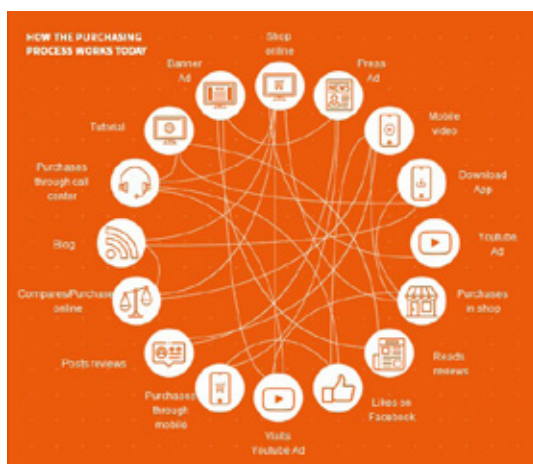 HOW THE PURCHASING
PROCESS WORKS TODAY
Shop
online
Press
Ad
Mobile
video
Download
App
Youtube
Ad
Purchases
in shop
Reads
reviews
Likes on
Facebook
Visits
Youtube Ad
Purchases
through
mobile
Posts reviews
Compares/Purchase
online
Blog
Purchases
through call
center
Tutorial
Banner
Ad
NEWS